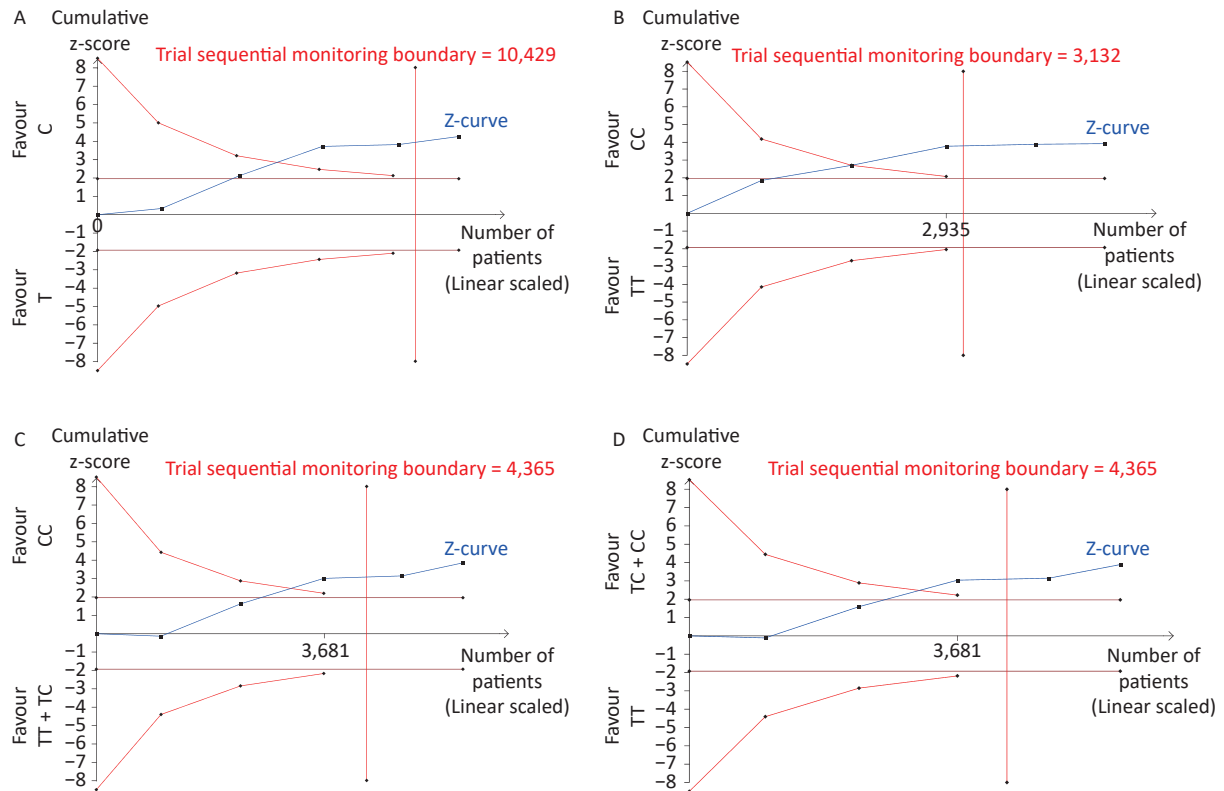 A Cumulative
z-score
Trial sequential monitoring boundary = 10,429
8
7
6
5
4
3
2
1
0
−1
−2
−3
−4
−5
−6
−7
−8
Favour
C
Favour
T
Z-curve
Number of
patients
(Linear scaled)
B Cumulative
z-score
Trial sequential monitoring boundary = 3,132
8
7
6
5
4
3
2
1
−1
−2
−3
−4
−5
−6
−7
−8
Favour
CC
Favour
TT
Z-curve
2,935
Number of
patients
(Linear scaled)
C Cumulative
z-score
Trial sequential monitoring boundary = 4,365
8
7
6
5
4
3
2
1
−1
−2
−3
−4
−5
−6
−7
−8
Favour
CC
Favour
TT + TC
Z-curve
3,681
Number of
patients
(Linear scaled)
D Cumulative
z-score
Trial sequential monitoring boundary = 4,365
8
7
6
5
4
3
2
1
−1
−2
−3
−4
−5
−6
−7
−8
Favour
TC + CC
Favour
TT
Z-curve
3,681
Number of
patients
(Linear scaled)